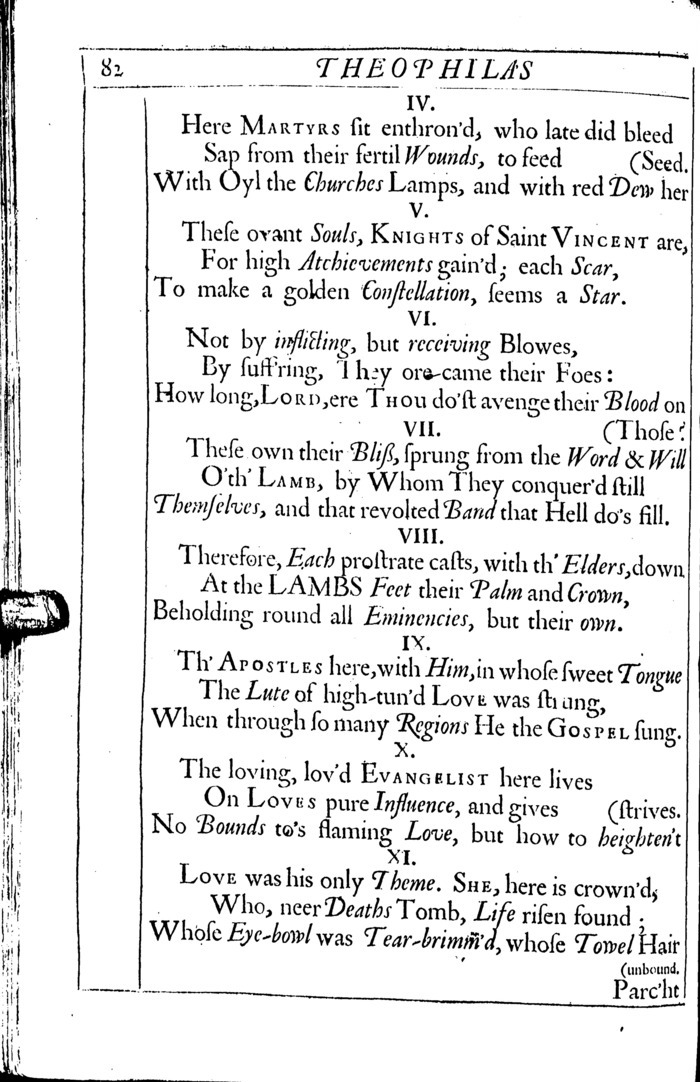 82 THEOPHILAS
IV.
Here MARTYRS ſit enthron'd, who late did bleed
Sap from their fertil Wounds, to feed (Seed.
With Oyl the Churches Lamps, and with red Dew her
V.
Theſe ovant Souls, KNIGHTS of Saint VINCENT are,
For high Atchievements gain'd; each Scar,
To make a golden Conſtellation, ſeems a Star.
VI.
Not by inflicting, but receiving Blowes,
By ſuff'ring, They ore-came their Foes:
How long, LORD, ere THOU do'ſt avenge their Blood on
VII. (Thoſe?
Theſe own their Bliß, ſprung from the Word & Will
O'th' LAMB, by Whom They conquer'd ſtill
Themſelves, and that revolted Band that Hell do's fill.
VIII.
Therefore, Each proſtrate caſts, with th' Elders, down
At the LAMBS Feet their Palm and Crown,
Beholding round all Eminencies, but their own.
IX.
Th' APOSTLES here, with Him, in whoſe ſweet Tongue
The Lute of high-tun'd LOVE was ſtrung,
When through ſo many Regions He the GOSPEL ſung.
X.
The loving, lov'd EVANGELIST here lives
On LOVES pure Influence, and gives (ſtrives.
No Bounds to's flaming Love, but how to heighten't
XI.
LOVE was his only Theme. SHE, here is crown'd,
Who, neer Deaths Tomb, Life riſen found;
Whoſe Eye-bowl was Tear-brimm̃'d, whoſe Towel Hair
(unbound.
Parc'ht